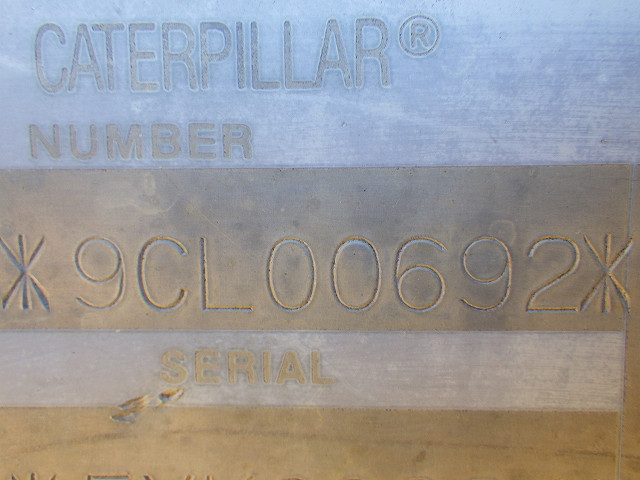 CATERPILLAR®
NUMBER
*9CL00692*
SERIAL